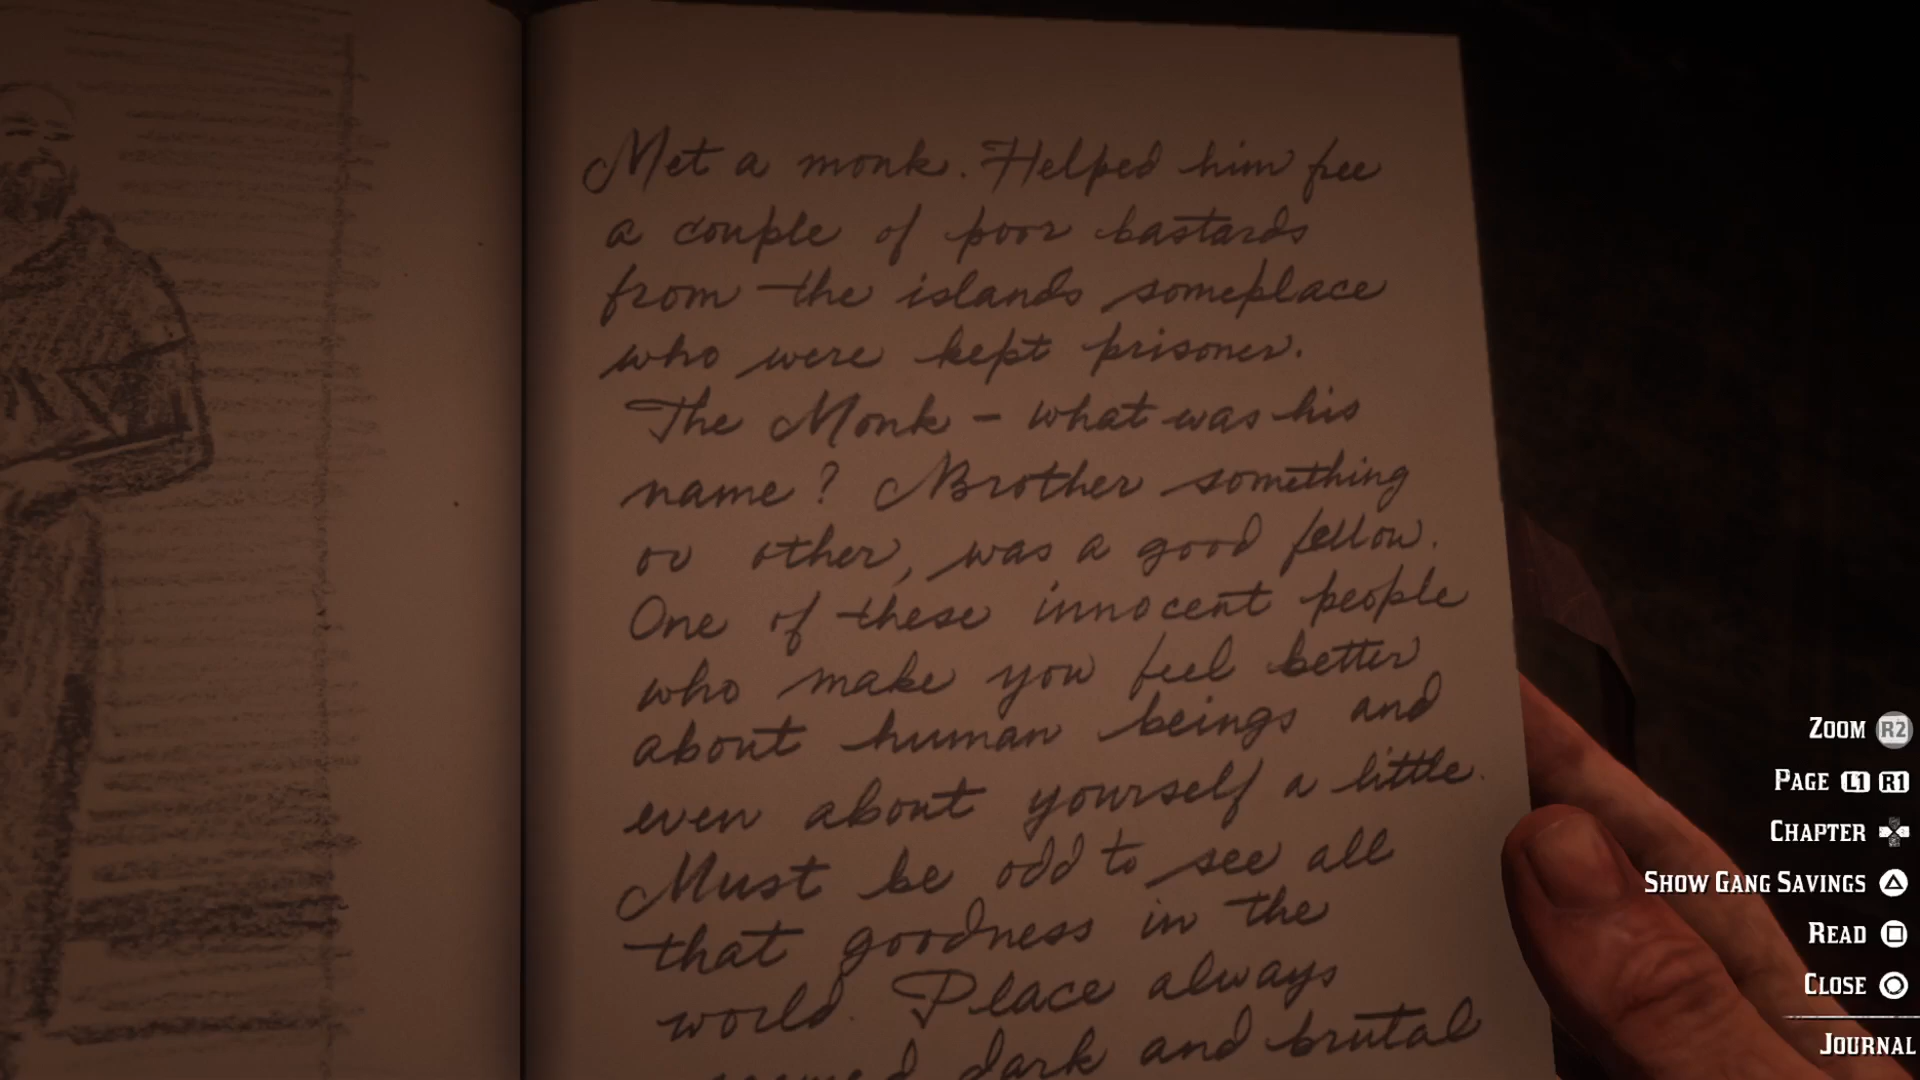 Met a monk. Helped him free
a couple of poor bastards
from the islands someplace
who were kept prisoner.
The Monk - what was his
name? Brother something
or other, was a good fellow.
One of these innocent people
who make you feel better
about human beings and
even about yourself a little.
Must be odd to see all
that goodness in the
world. Place always
seemed dark and brutal
ZOOM R2
PAGE L1 R1
CHAPTER
SHOW GANG SAVINGS
READ
CLOSE
JOURNAL